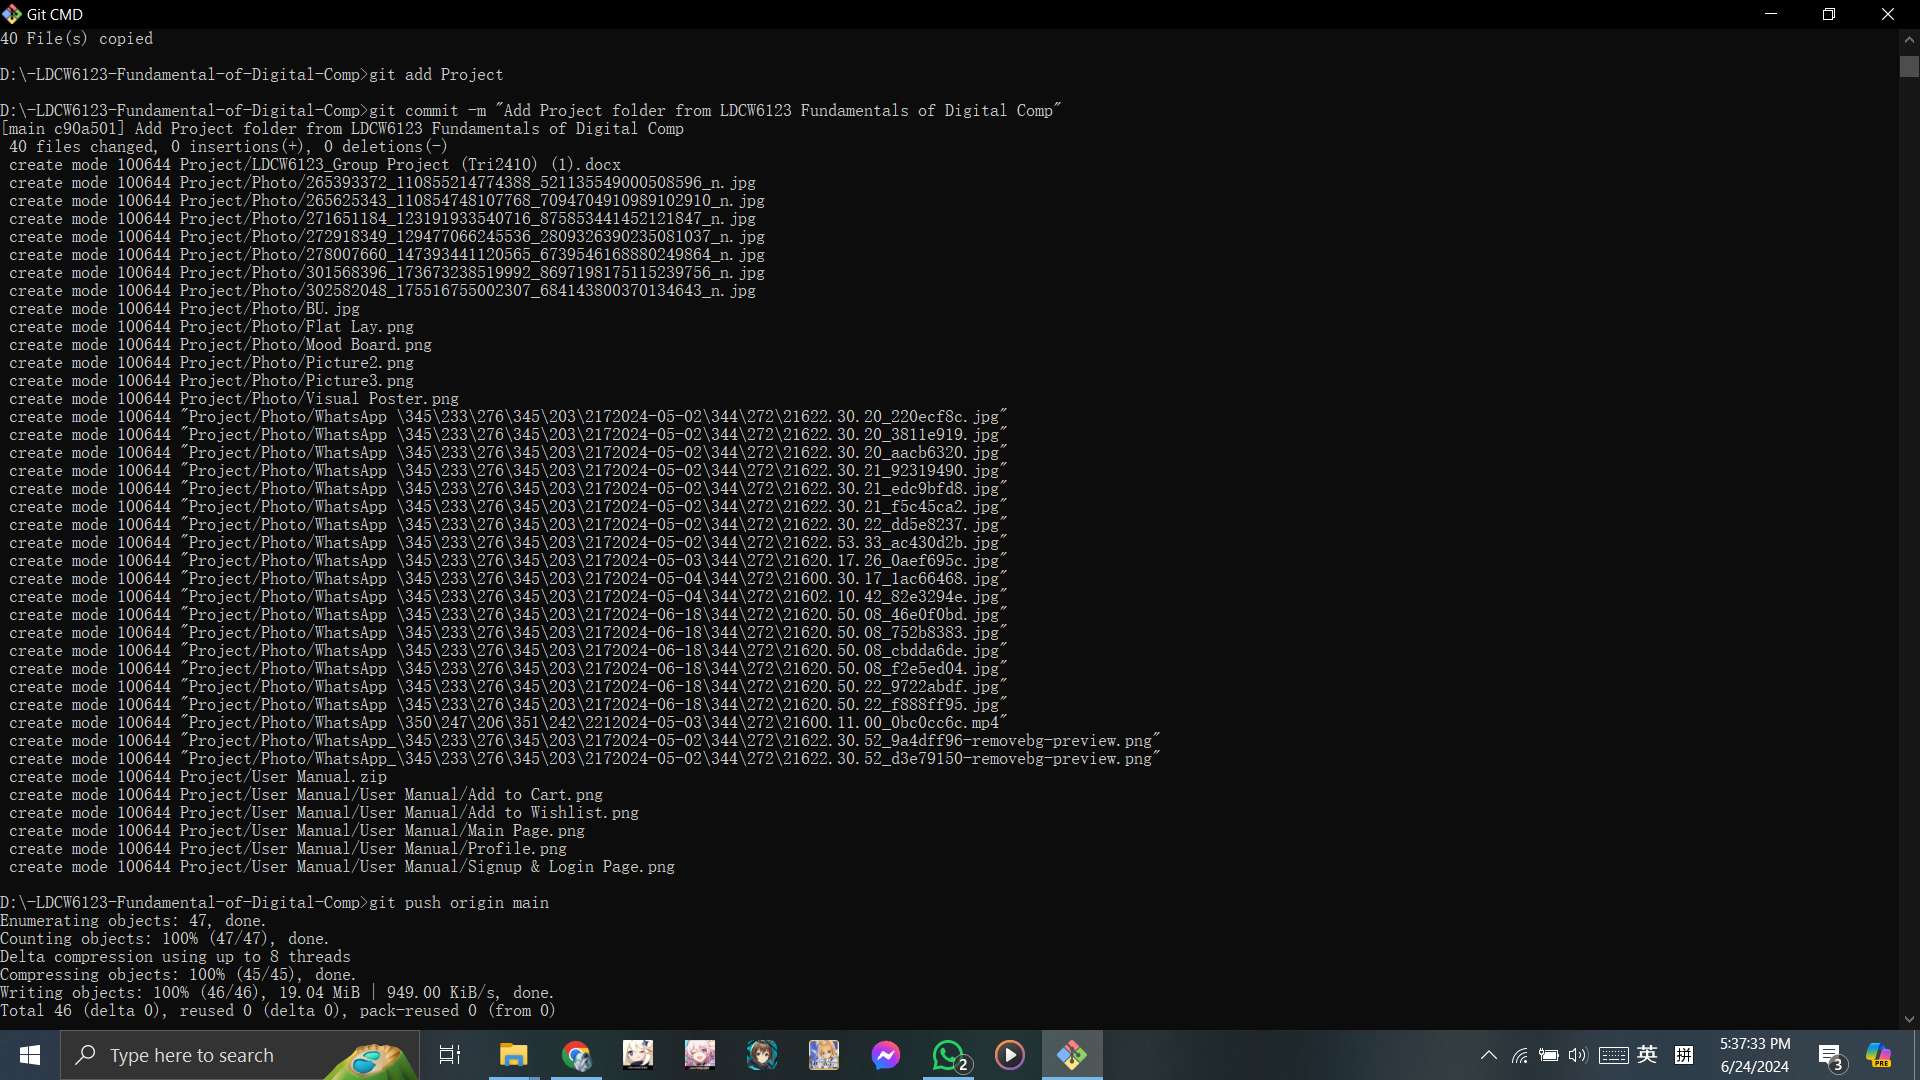 Git CMD
40 File(s) copied
D:\-LDCW6123-Fundamental-of-Digital-Comp>git add Project
D:\-LDCW6123-Fundamental-of-Digital-Comp>git commit -m "Add Project folder from LDCW6123 Fundamentals of Digital Comp"
[main c90a501] Add Project folder from LDCW6123 Fundamentals of Digital Comp
40 files changed, 0 insertions(+), 0 deletions(-)
create mode 100644 Project/LDCW6123_Group Project (Tri2410) (1).docx
create mode 100644 Project/Photo/265393372_110855214774388_521135549000508596_n.jpg
create mode 100644 Project/Photo/265625343_110854748107768_7094704910989102910_n.jpg
create mode 100644 Project/Photo/271651184_123191933540716_875853441452121847_n.jpg
create mode 100644 Project/Photo/272918349_129477066245536_2809326390235081037_n.jpg
create mode 100644 Project/Photo/278007660_147393441120565_6739546168880249864_n.jpg
create mode 100644 Project/Photo/301568396_173673238519992_8697198175115239756_n.jpg
create mode 100644 Project/Photo/302582048_175516755002307_684143800370134643_n.jpg
create mode 100644 Project/Photo/BU.jpg
create mode 100644 Project/Photo/Flat Lay.png
create mode 100644 Project/Photo/Mood Board.png
create mode 100644 Project/Photo/Picture2.png
create mode 100644 Project/Photo/Picture3.png
create mode 100644 Project/Photo/Visual Poster.png
create mode 100644 "Project/Photo/WhatsApp \345\233\276\345\203\2172024-05-02\344\272\21622.30.20_220ecf8c.jpg"
create mode 100644 "Project/Photo/WhatsApp \345\233\276\345\203\2172024-05-02\344\272\21622.30.20_3811e919.jpg"
create mode 100644 "Project/Photo/WhatsApp \345\233\276\345\203\2172024-05-02\344\272\21622.30.20_aacb6320.jpg"
create mode 100644 "Project/Photo/WhatsApp \345\233\276\345\203\2172024-05-02\344\272\21622.30.21_92319490.jpg"
create mode 100644 "Project/Photo/WhatsApp \345\233\276\345\203\2172024-05-02\344\272\21622.30.21_edc9bfd8.jpg"
create mode 100644 "Project/Photo/WhatsApp \345\233\276\345\203\2172024-05-02\344\272\21622.30.21_f5c45ca2.jpg"
create mode 100644 "Project/Photo/WhatsApp \345\233\276\345\203\2172024-05-02\344\272\21622.30.22_dd5e8237.jpg"
create mode 100644 "Project/Photo/WhatsApp \345\233\276\345\203\2172024-05-02\344\272\21622.53.33_ac430d2b.jpg"
create mode 100644 "Project/Photo/WhatsApp \345\233\276\345\203\2172024-05-03\344\272\21620.17.26_0aef695c.jpg"
create mode 100644 "Project/Photo/WhatsApp \345\233\276\345\203\2172024-05-04\344\272\21600.30.17_1ac66468.jpg"
create mode 100644 "Project/Photo/WhatsApp \345\233\276\345\203\2172024-05-04\344\272\21602.10.42_82e3294e.jpg"
create mode 100644 "Project/Photo/WhatsApp \345\233\276\345\203\2172024-06-18\344\272\21620.50.08_46e0f0bd.jpg"
create mode 100644 "Project/Photo/WhatsApp \345\233\276\345\203\2172024-06-18\344\272\21620.50.08_752b8383.jpg"
create mode 100644 "Project/Photo/WhatsApp \345\233\276\345\203\2172024-06-18\344\272\21620.50.08_cbdda6de.jpg"
create mode 100644 "Project/Photo/WhatsApp \345\233\276\345\203\2172024-06-18\344\272\21620.50.08_f2e5ed04.jpg"
create mode 100644 "Project/Photo/WhatsApp \345\233\276\345\203\2172024-06-18\344\272\21620.50.22_9722abdf.jpg"
create mode 100644 "Project/Photo/WhatsApp \345\233\276\345\203\2172024-06-18\344\272\21620.50.22_f888ff95.jpg"
create mode 100644 "Project/Photo/WhatsApp \350\247\206\351\242\2212024-05-03\344\272\21600.11.00_0bc0cc6c.mp4"
create mode 100644 "Project/Photo/WhatsApp_\345\233\276\345\203\2172024-05-02\344\272\21622.30.52_9a4dff96-removebg-preview.png"
create mode 100644 "Project/Photo/WhatsApp_\345\233\276\345\203\2172024-05-02\344\272\21622.30.52_d3e79150-removebg-preview.png"
create mode 100644 Project/User Manual.zip
create mode 100644 Project/User Manual/User Manual/Add to Cart.png
create mode 100644 Project/User Manual/User Manual/Add to Wishlist.png
create mode 100644 Project/User Manual/User Manual/Main Page.png
create mode 100644 Project/User Manual/User Manual/Profile.png
create mode 100644 Project/User Manual/User Manual/Signup & Login Page.png
D:\-LDCW6123-Fundamental-of-Digital-Comp>git push origin main
Enumerating objects: 47, done.
Counting objects: 100% (47/47), done.
Delta compression using up to 8 threads
Compressing objects: 100% (45/45), done.
Writing objects: 100% (46/46), 19.04 MiB | 949.00 KiB/s, done.
Total 46 (delta 0), reused 0 (delta 0), pack-reused 0 (from 0)
Type here to search
2
英
拼
5:37:33 PM
6/24/2024
3
PRE